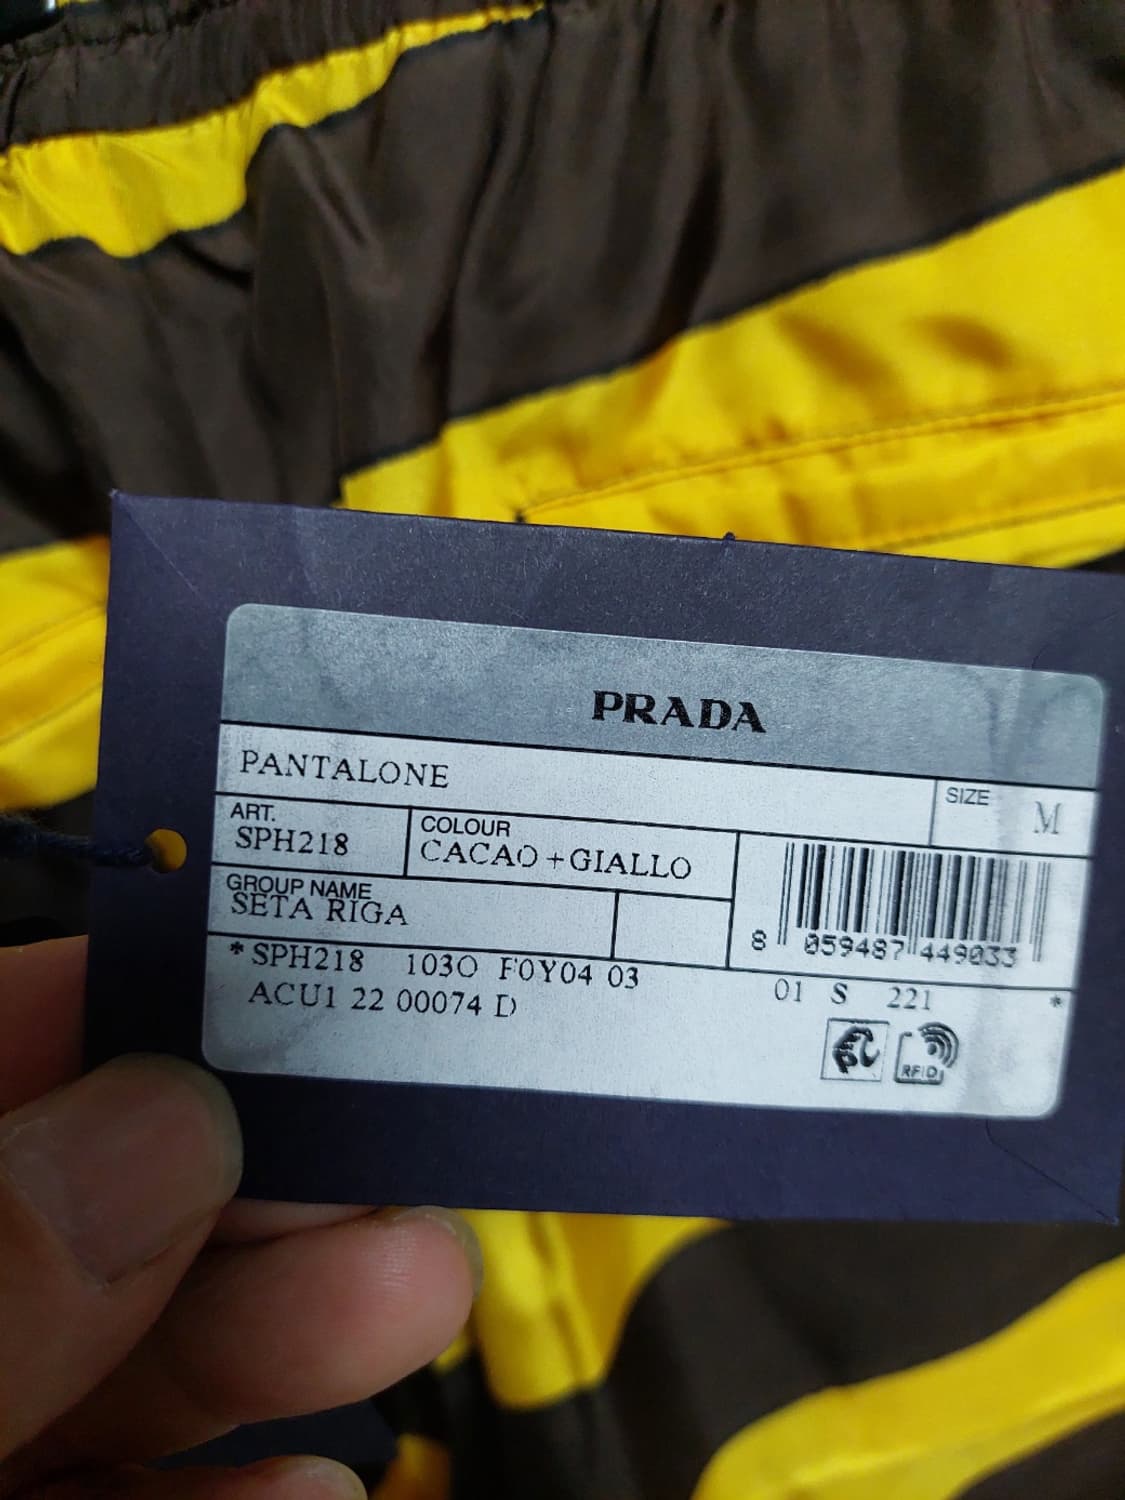 PRADA
PANTALONE
SIZE M
ART.
SPH218
COLOUR
CACAO+GIALLO
GROUP NAME
SETA RIGA
8 059487 449033
*SPH218 103O F0Y04 03
01 S 221 *
ACU1 22 00074 D
RFID